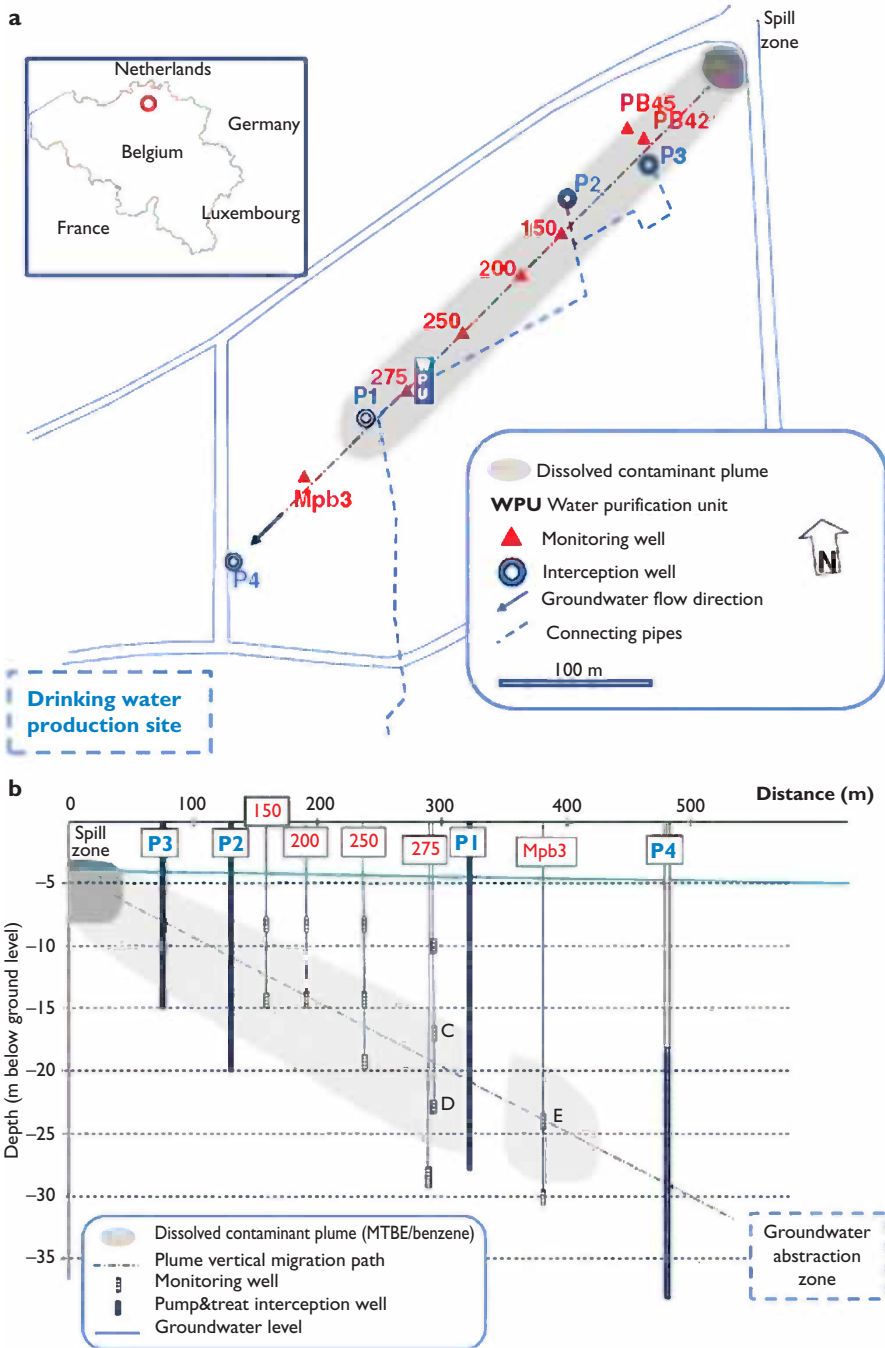 a
Spill
zone
Netherlands
Germany
Belgium
Luxembourg
France
PB45
PB42
P3
P2
150
200
250
275
WPU
P1
Mpb3
P4
Dissolved contaminant plume
WPU Water purification unit
Monitoring well
Interception well
Groundwater flow direction
Connecting pipes
100 m
N
Drinking water
production site
b
0 100 200 300 400 500 Distance (m)
Spill
zone
P3
P2
150
200
250
275
P1
Mpb3
P4
Depth (m below ground level)
–5
–10
–15
–20
–25
–30
–35
C
D
E
Dissolved contaminant plume (MTBE/benzene)
Plume vertical migration path
Monitoring well
Pump&treat interception well
Groundwater level
Groundwater
abstraction
zone